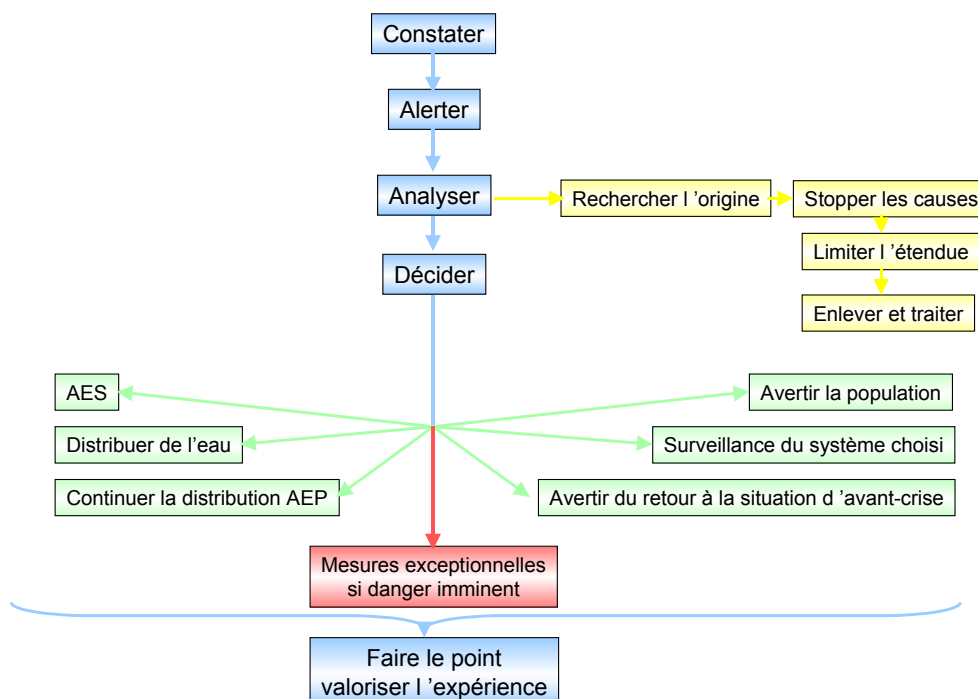 Constater
Alerter
Analyser
Rechercher l ’origine
Stopper les causes
Limiter l ’étendue
Décider
Enlever et traiter
AES
Avertir la population
Distribuer de l’eau
Surveillance du système choisi
Continuer la distribution AEP
Avertir du retour à la situation d ’avant-crise
Mesures exceptionnelles
si danger imminent
Faire le point
valoriser l ’expérience